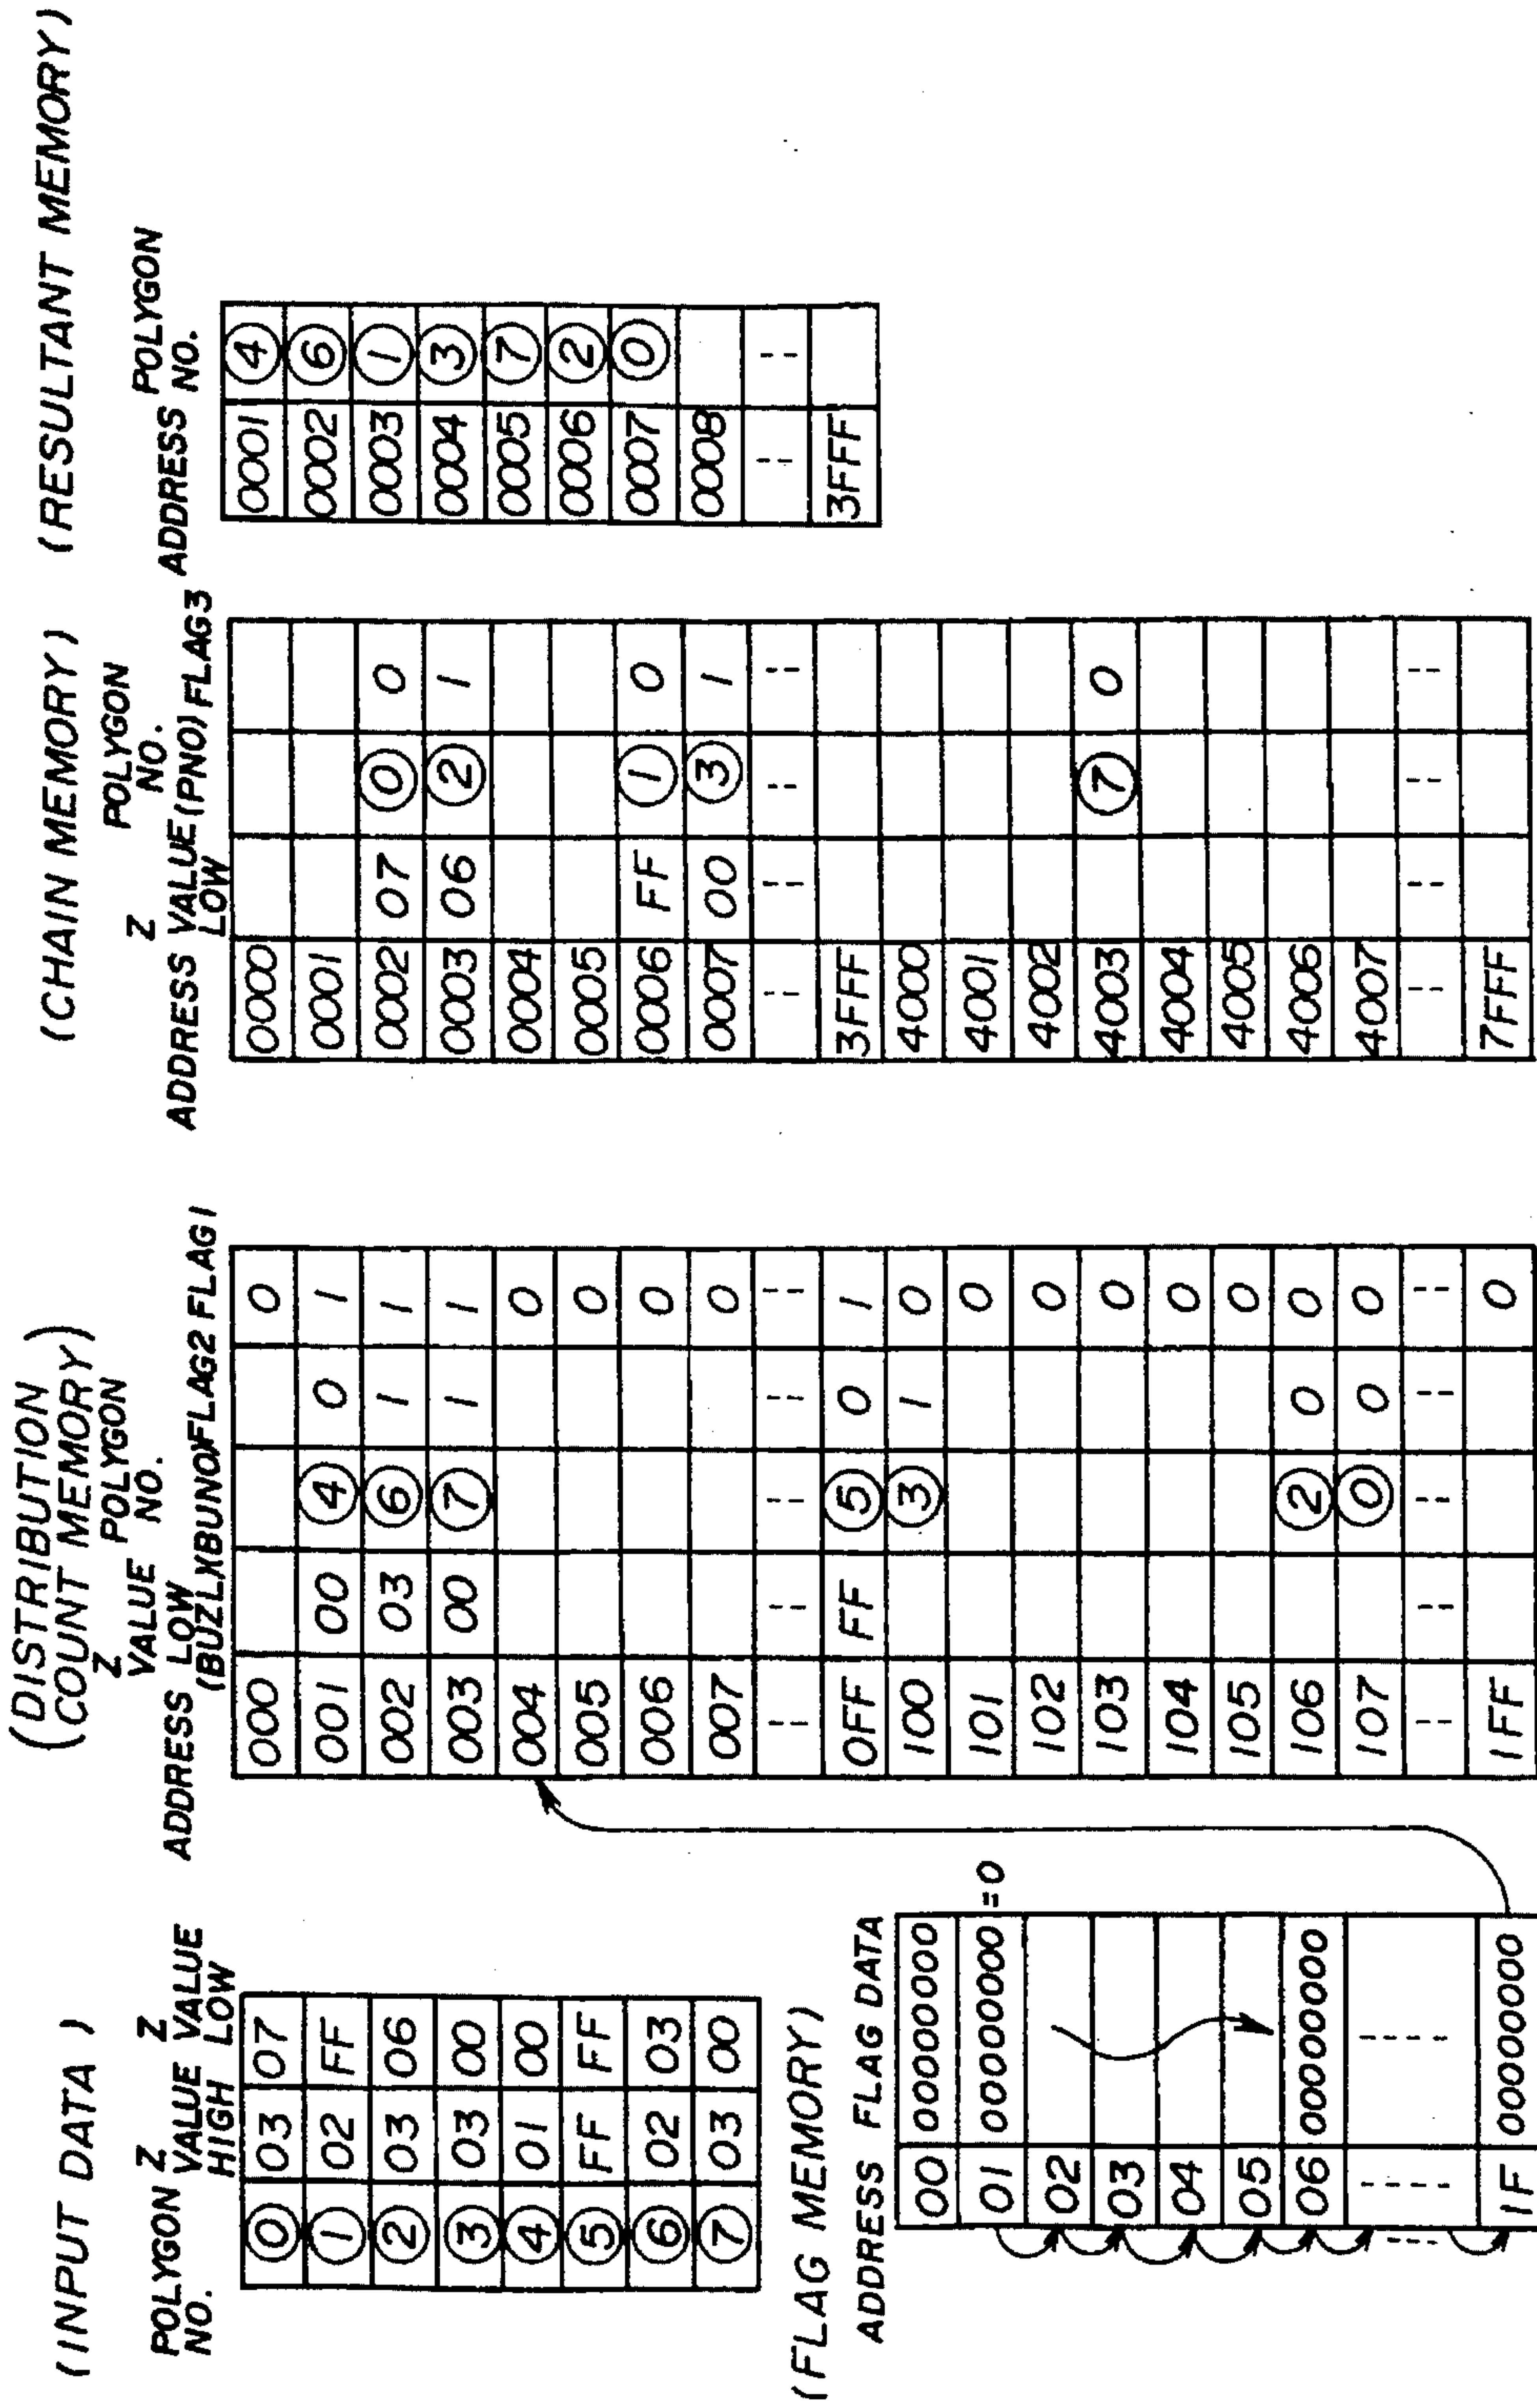 (INPUT DATA)
POLYGON NO. Z VALUE HIGH Z VALUE LOW
⓪ 03 07
① 02 FF
② 03 06
③ 03 00
④ 01 00
⑤ FF FF
⑥ 02 03
⑦ 03 00
(FLAG MEMORY)
ADDRESS FLAG DATA
00 00000000
01 00000000 =0
02
03
04
05
06 00000000
---- ----
1F 00000000
(DISTRIBUTION
COUNT MEMORY)
ADDRESS Z VALUE LOW (BUZL) POLYGON NO. (BUNO) FLAG2 FLAG1
000 0
001 00 ④ 0 1
002 03 ⑥ 1 1
003 00 ⑦ 1 1
004 0
005 0
006 0
007 0
-- -- -- -- --
0FF FF ⑤ 0 1
100 ③ 1 0
101 0
102 0
103 0
104 0
105 0
106 ② 0 0
107 ⓪ 0 0
-- -- -- -- --
1FF 0
(CHAIN MEMORY)
ADDRESS Z VALUE LOW POLYGON NO. (PNO) FLAG3
0000
0001
0002 07 ⓪ 0
0003 06 ② 1
0004
0005
0006 FF ① 0
0007 00 ③ 1
-- -- -- --
3FFF
4000
4001
4002
4003 ⑦ 0
4004
4005
4006
4007
-- -- -- --
7FFF
(RESULTANT MEMORY)
ADDRESS POLYGON NO.
0001 ④
0002 ⑥
0003 ①
0004 ③
0005 ⑦
0006 ②
0007 ⓪
0008
-- --
3FFF